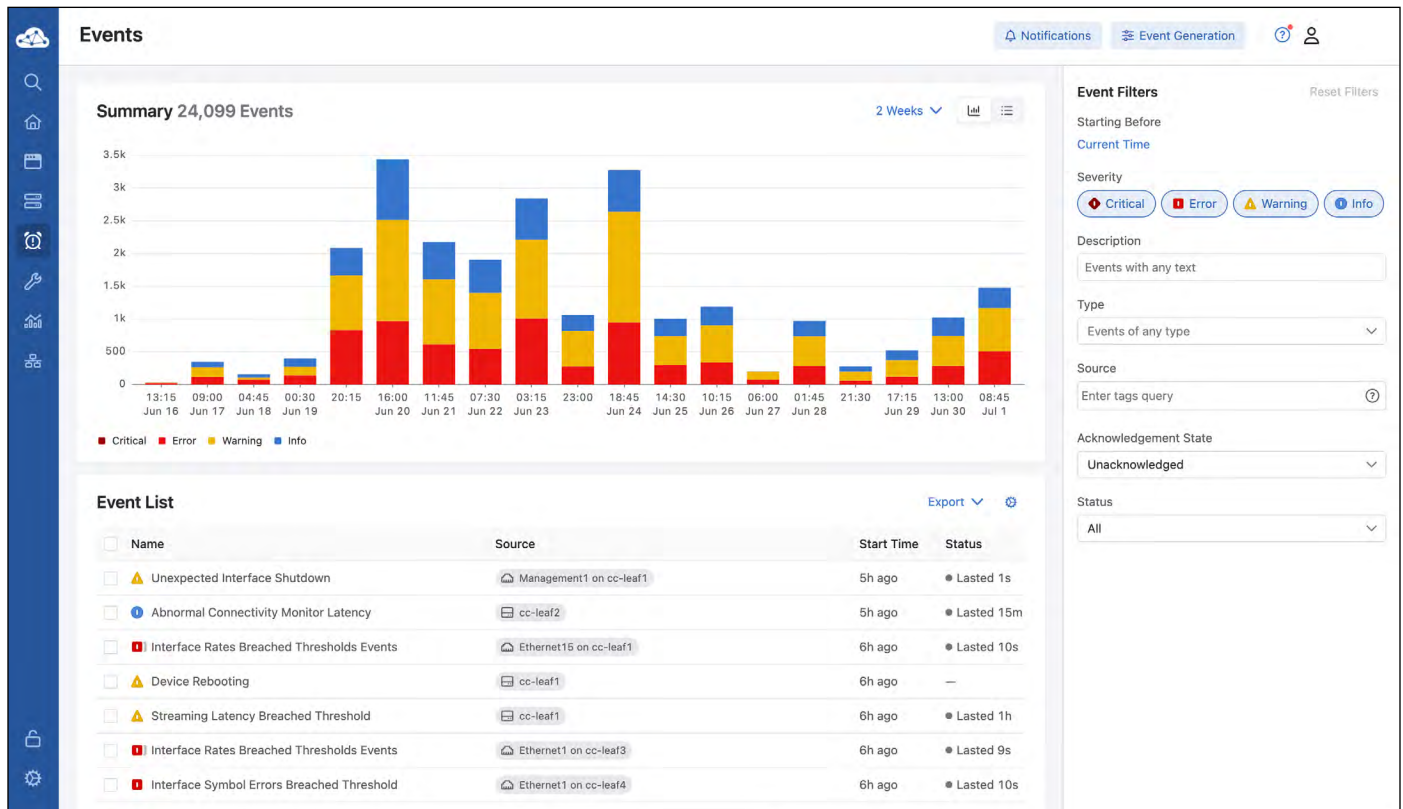 Events
Notifications
Event Generation
Summary 24,099 Events
2 Weeks
3.5k
3k
2.5k
2k
1.5k
1k
500
0
13:15 09:00 04:45 00:30 20:15 16:00 11:45 07:30 03:15 23:00 18:45 14:30 10:15 06:00 01:45 21:30 17:15 13:00 08:45
Jun 16 Jun 17 Jun 18 Jun 19 Jun 20 Jun 21 Jun 22 Jun 23 Jun 24 Jun 25 Jun 26 Jun 27 Jun 28 Jun 29 Jun 30 Jul 1
Critical Error Warning Info
Event List
Export
Name Source Start Time Status
Unexpected Interface Shutdown Management1 on cc-leaf1 5h ago Lasted 1s
Abnormal Connectivity Monitor Latency cc-leaf2 5h ago Lasted 15m
Interface Rates Breached Thresholds Events Ethernet15 on cc-leaf1 6h ago Lasted 10s
Device Rebooting cc-leaf1 6h ago —
Streaming Latency Breached Threshold cc-leaf1 6h ago Lasted 1h
Interface Rates Breached Thresholds Events Ethernet1 on cc-leaf3 6h ago Lasted 9s
Interface Symbol Errors Breached Threshold Ethernet1 on cc-leaf4 6h ago Lasted 10s
Event Filters Reset Filters
Starting Before
Current Time
Severity
Critical Error Warning Info
Description
Events with any text
Type
Events of any type
Source
Enter tags query
Acknowledgement State
Unacknowledged
Status
All